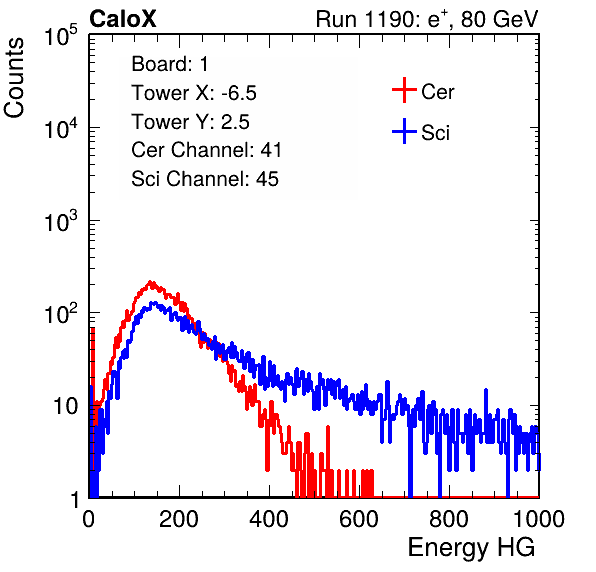 CaloX Run 1190: e⁺, 80 GeV
Counts
10⁵
10⁴
10³
10²
10
1
Board: 1
Tower X: -6.5
Tower Y: 2.5
Cer Channel: 41
Sci Channel: 45
Cer
Sci
0 200 400 600 800 1000
Energy HG